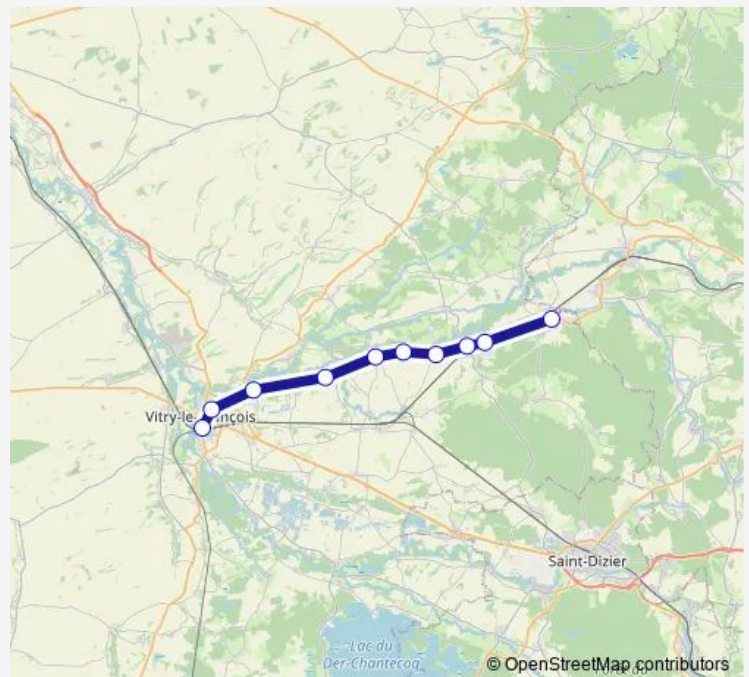 Vitry-le-François
Saint-Dizier
Lac du
Der-Chantecoq
© OpenStreetMap contributors